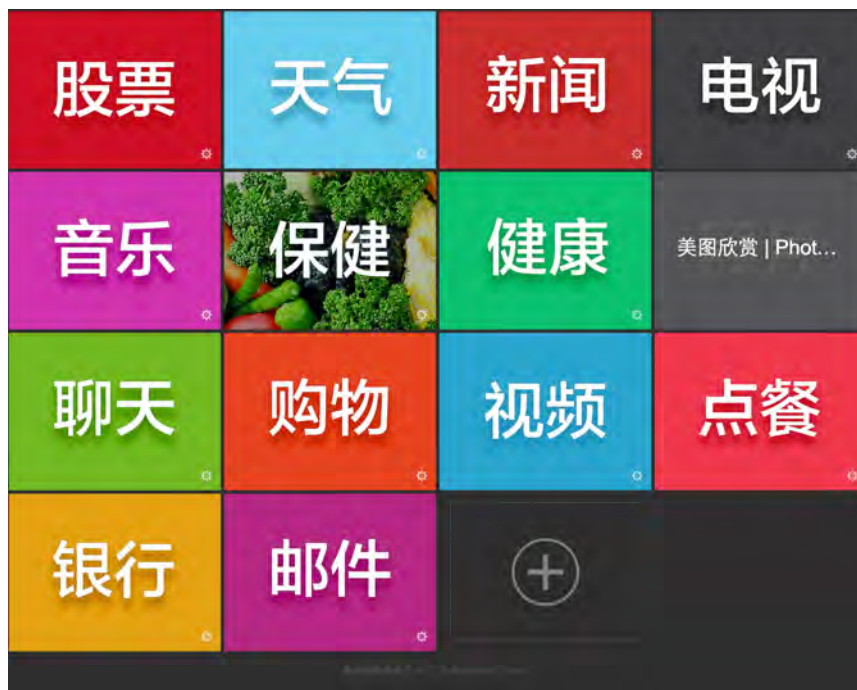 股票
天气
新闻
电视
音乐
保健
健康
美图欣赏 | Phot...
聊天
购物
视频
点餐
银行
邮件